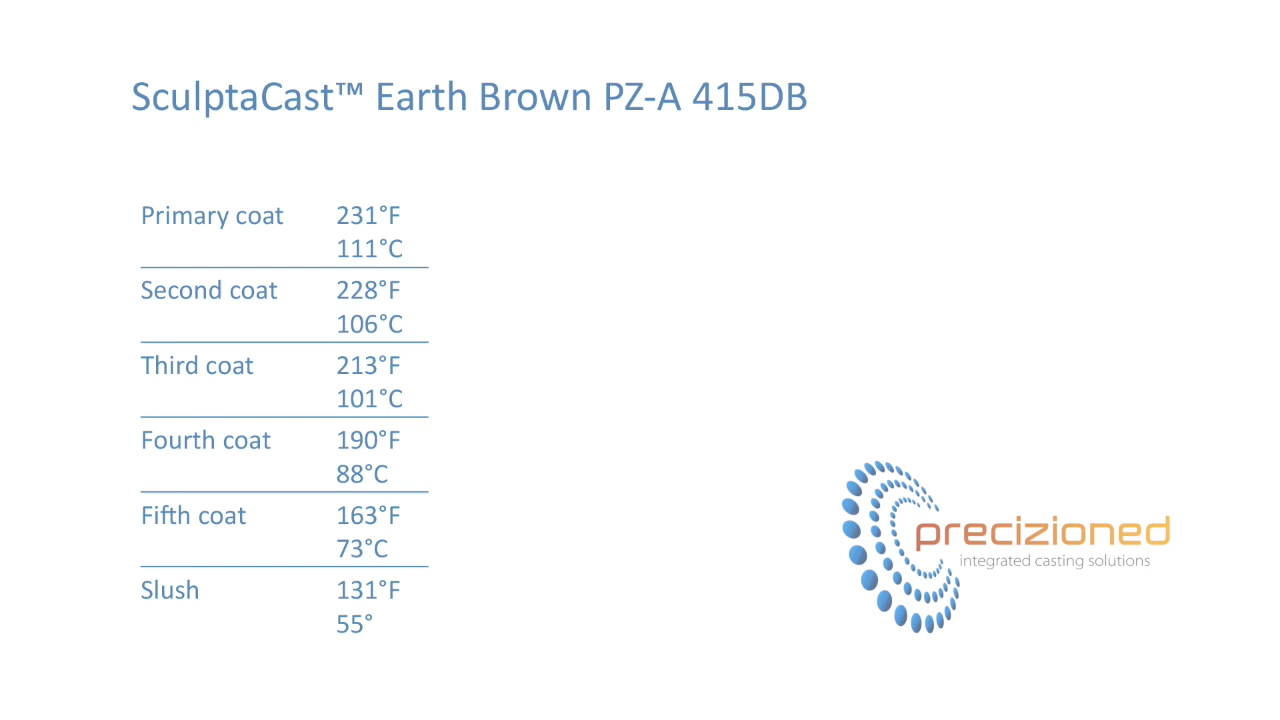 SculptaCast™ Earth Brown PZ-A 415DB
Primary coat 231°F
111°C
Second coat 228°F
106°C
Third coat 213°F
101°C
Fourth coat 190°F
88°C
Fifth coat 163°F
73°C
Slush 131°F
55°
precizioned
integrated casting solutions